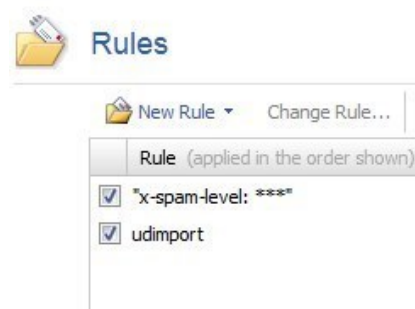 Rules
New Rule Change Rule...
Rule (applied in the order shown)
"x-spam-level: ***"
udimport